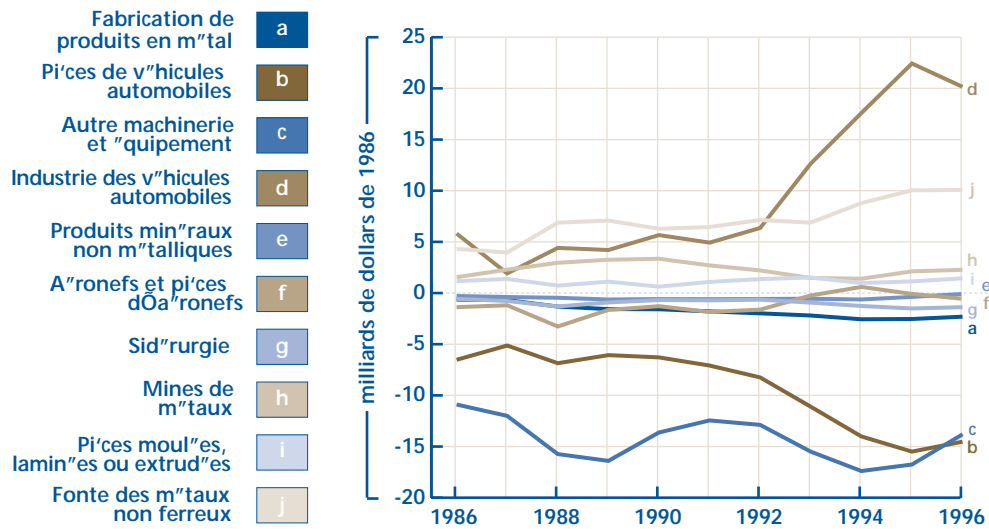 Fabrication de
produits en m"tal
a
Pi‘ces de v"hicules
automobiles
b
Autre machinerie
et "quipement
c
Industrie des v"hicules
automobiles
d
Produits min"raux
non m"talliques
e
A"ronefs et pi‘ces
dÕa"ronefs
f
Sid"rurgie
g
Mines de
m"taux
h
Pi‘ces moul"es,
lamin"es ou extrud"es
i
Fonte des m"taux
non ferreux
j
milliards de dollars de 1986
25
20
15
10
5
0
-5
-10
-15
-20
1986
1988
1990
1992
1994
1996
d
j
h
i
e
f
g
a
c
b